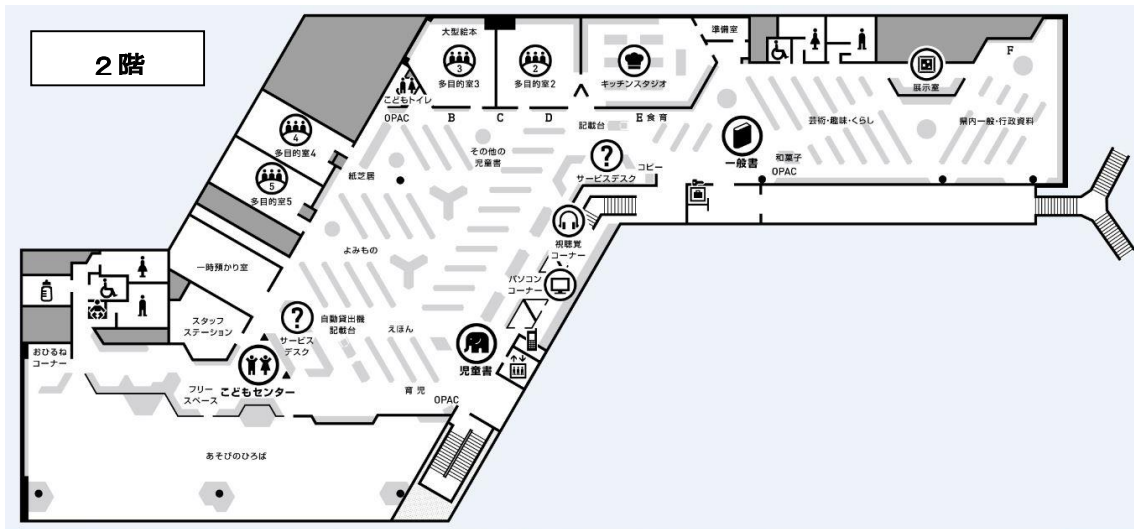 2階
大型絵本
3
多目的室3
2
多目的室2
キッチンスタジオ
準備室
F
展示室
こどもトイレ
OPAC
B
C
D
E食育
記載台
芸術・趣味・くらし
県内一般・行政資料
4
多目的室4
その他の
児童書
?
サービスデスク
コピー
一般書
和菓子
OPAC
紙芝居
5
多目的室5
視聴覚
コーナー
よみもの
一時預かり室
パソコン
コーナー
スタッフ
ステーション
?
サービス
デスク
自動貸出機
記載台
えほん
児童書
おひるね
コーナー
こどもセンター
フリー
スペース
育児
OPAC
あそびのひろば